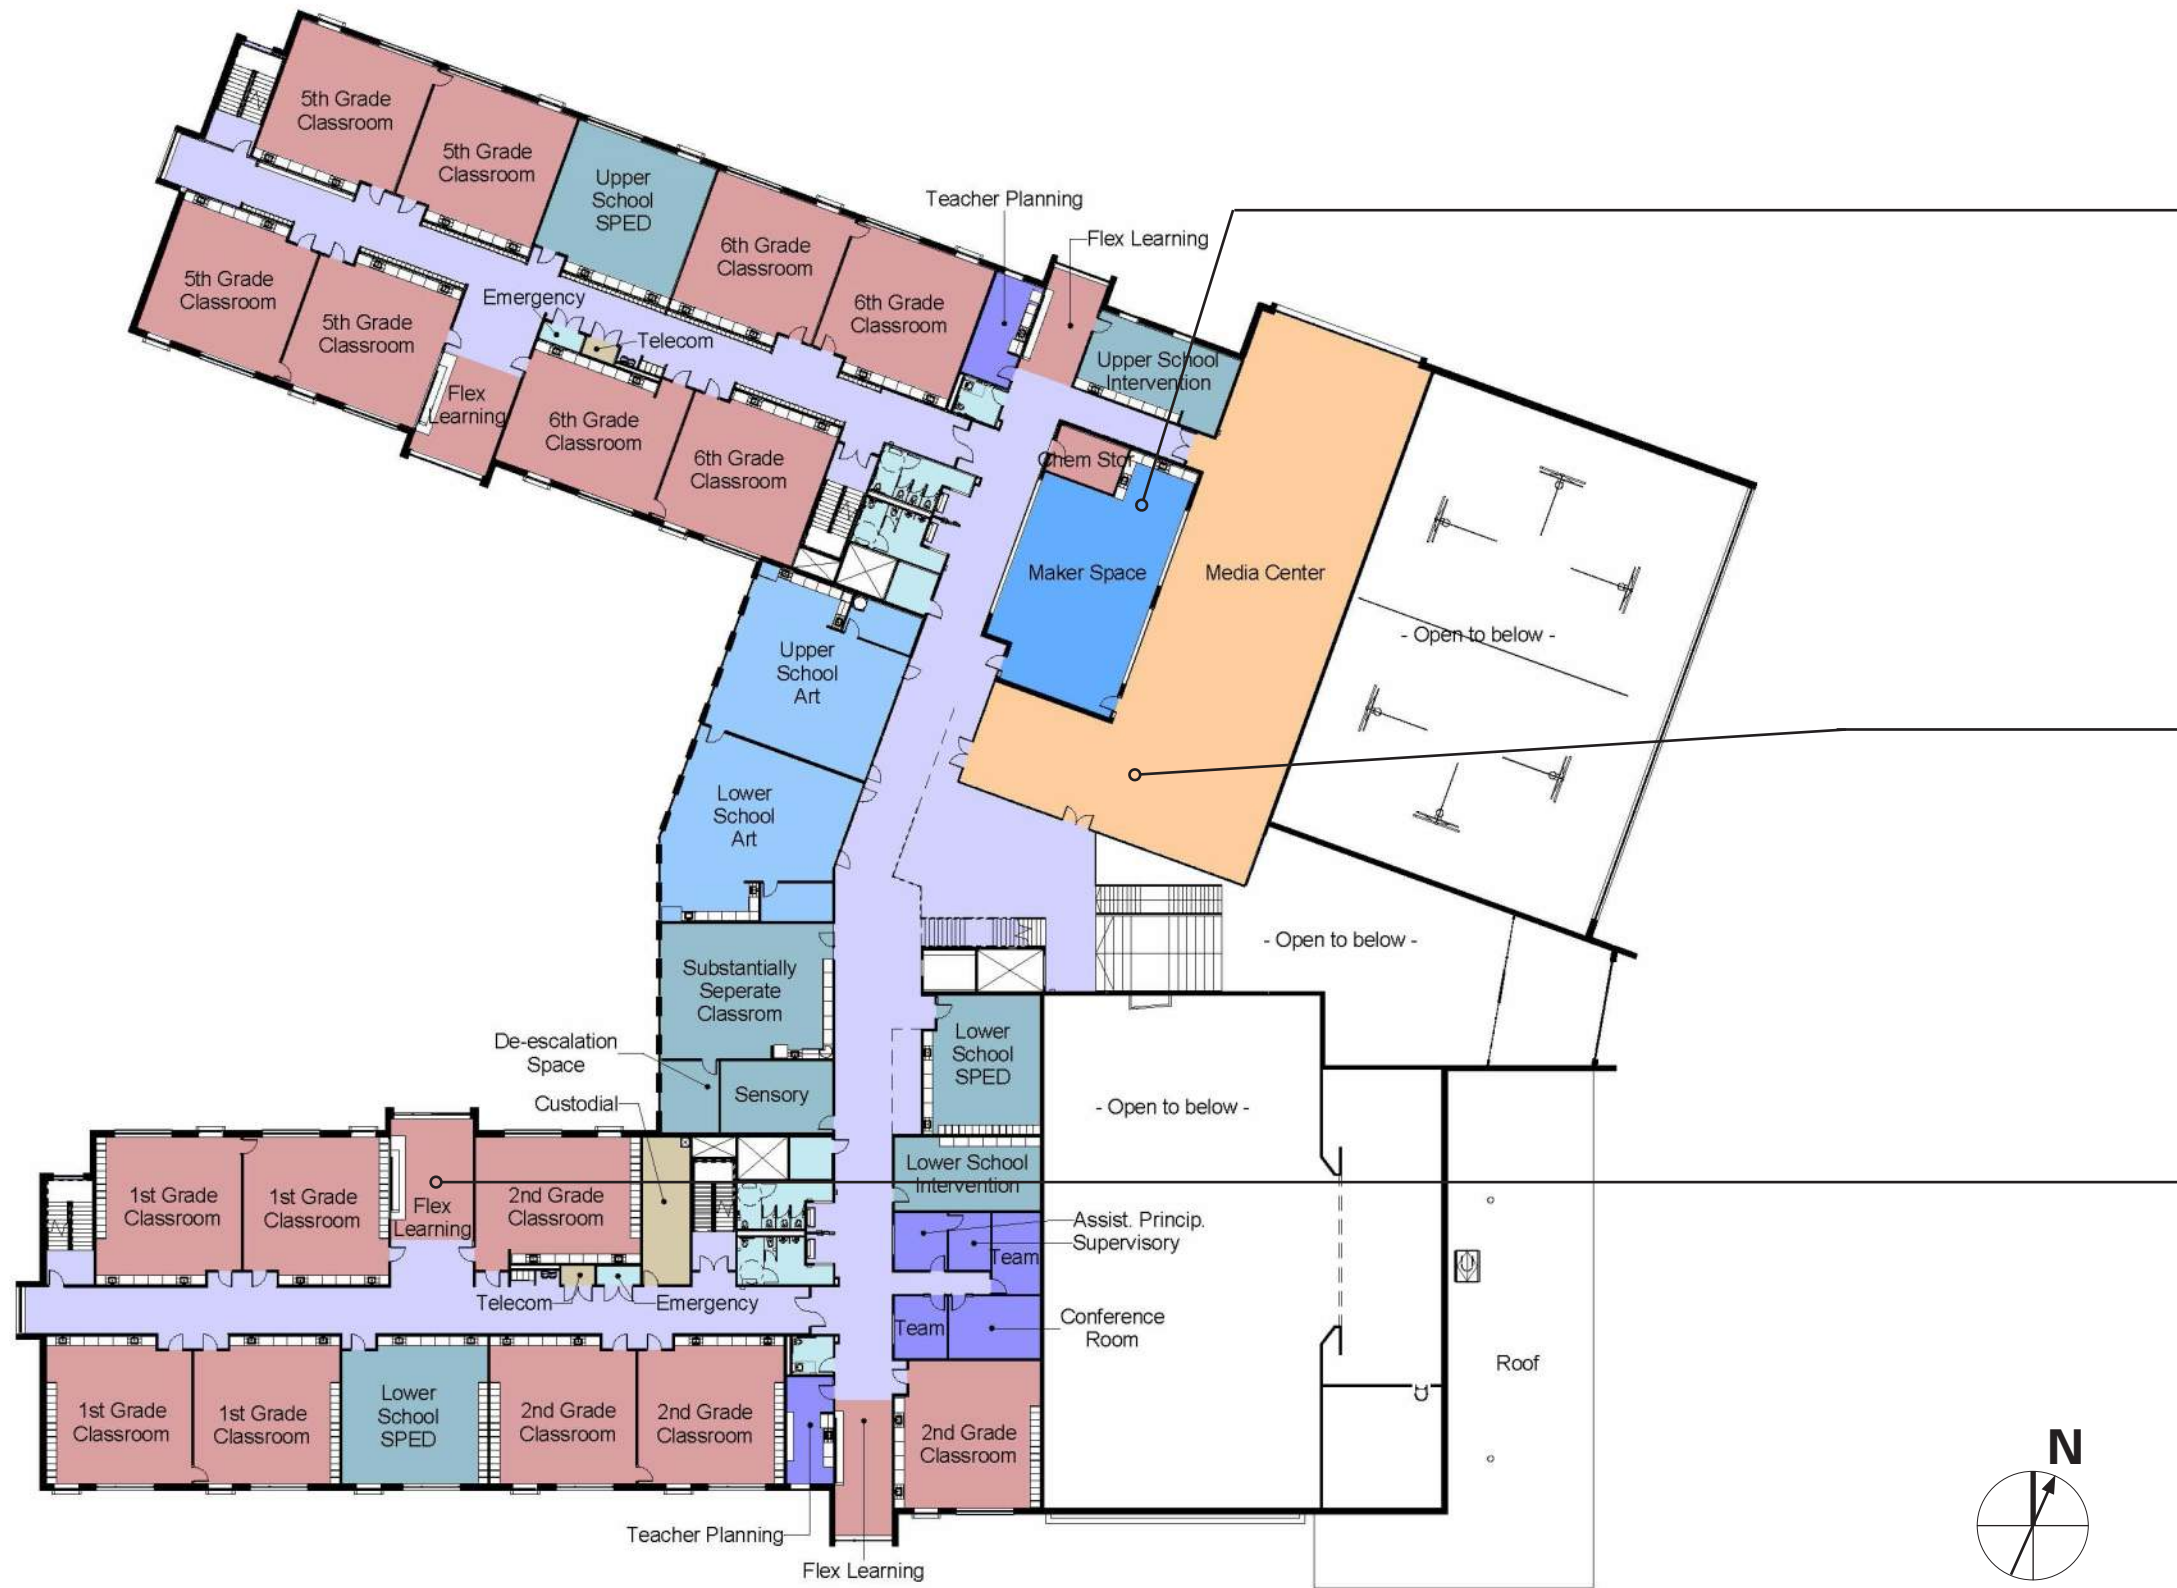 5th Grade
Classroom
5th Grade
Classroom
Upper
School
SPED
6th Grade
Classroom
6th Grade
Classroom
Teacher Planning
Flex Learning
Upper School
Intervention
5th Grade
Classroom
5th Grade
Classroom
Emergency
Telecom
Flex
Learning
6th Grade
Classroom
6th Grade
Classroom
Chem Stor
Maker Space
Media Center
- Open to below -
Upper
School
Art
Lower
School
Art
- Open to below -
Substantially
Seperate
Classrom
De-escalation
Space
Sensory
Custodial
Lower
School
SPED
- Open to below -
1st Grade
Classroom
1st Grade
Classroom
Flex
Learning
2nd Grade
Classroom
Lower School
Intervention
Assist. Princip.
Supervisory
Team
Telecom
Emergency
Team
Conference
Room
1st Grade
Classroom
1st Grade
Classroom
Lower
School
SPED
2nd Grade
Classroom
2nd Grade
Classroom
2nd Grade
Classroom
Roof
Teacher Planning
Flex Learning
N